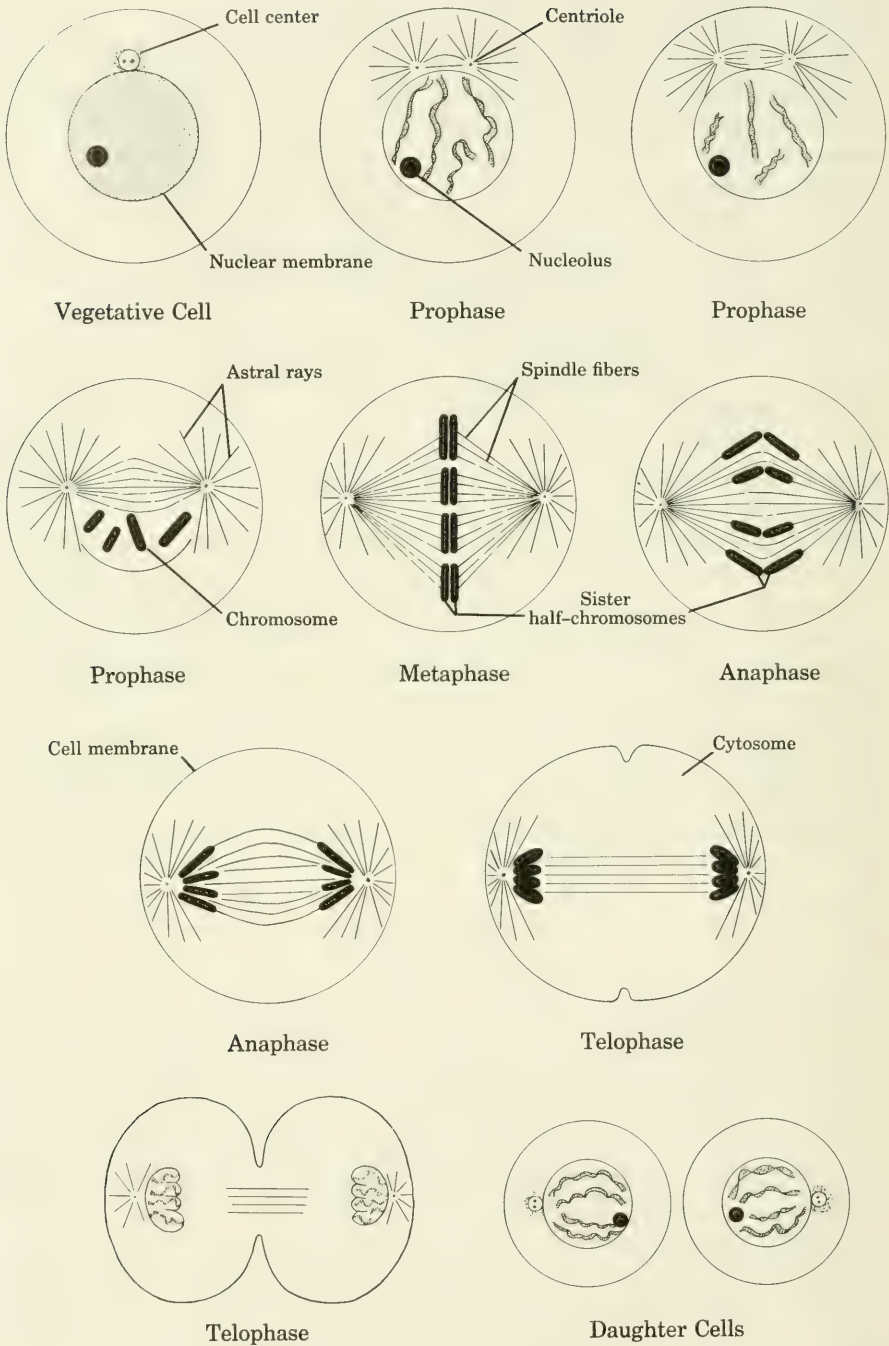 Cell center
Centriole
Nuclear membrane
Nucleolus
Vegetative Cell
Prophase
Prophase
Astral rays
Spindle fibers
Chromosome
Sister
half-chromosomes
Prophase
Metaphase
Anaphase
Cell membrane
Cytosome
Anaphase
Telophase
Telophase
Daughter Cells